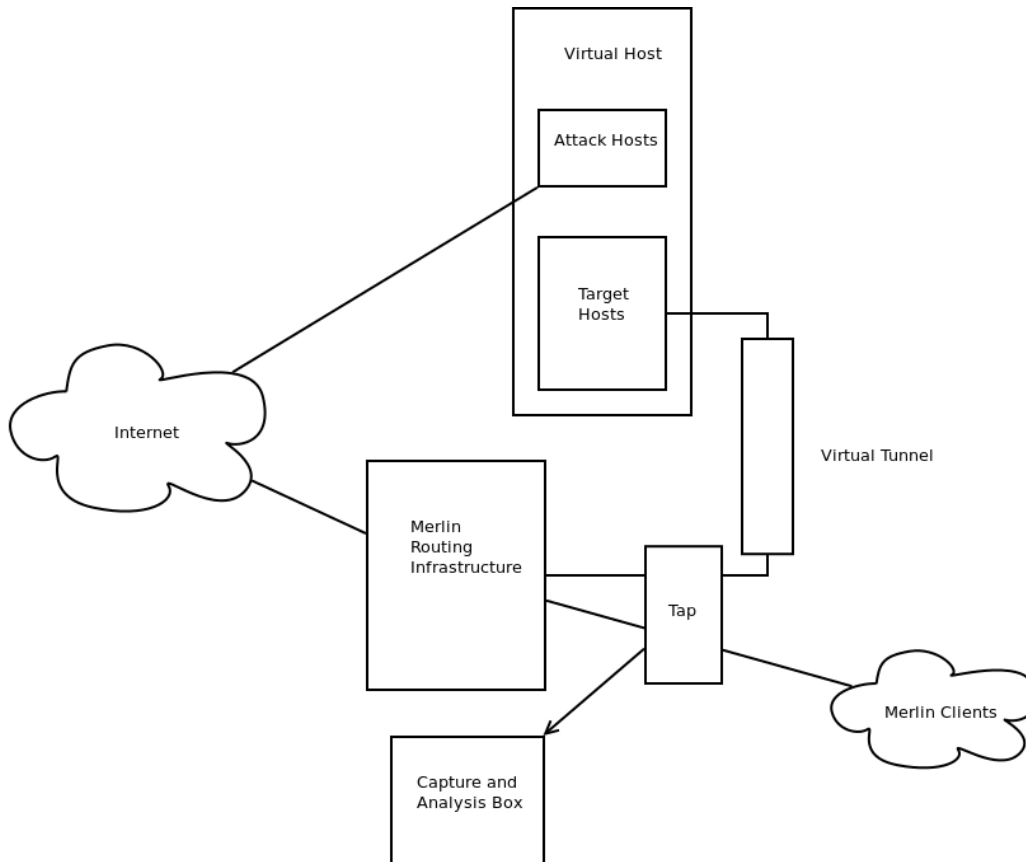 Virtual Host
Attack Hosts
Target
Hosts
Internet
Virtual Tunnel
Merlin
Routing
Infrastructure
Tap
Merlin Clients
Capture and
Analysis Box